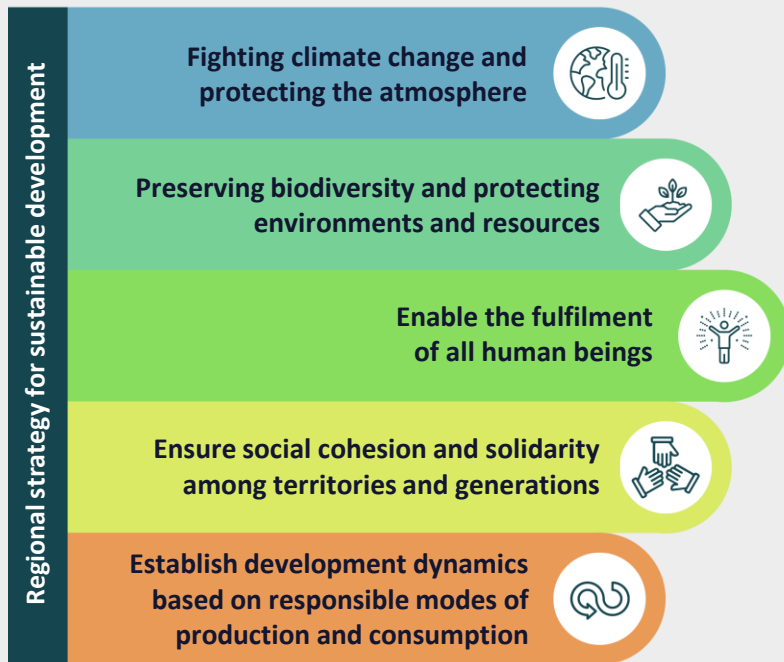 Regional strategy for sustainable development
Fighting climate change and
protecting the atmosphere
Preserving biodiversity and protecting
environments and resources
Enable the fulfilment
of all human beings
Ensure social cohesion and solidarity
among territories and generations
Establish development dynamics
based on responsible modes of
production and consumption